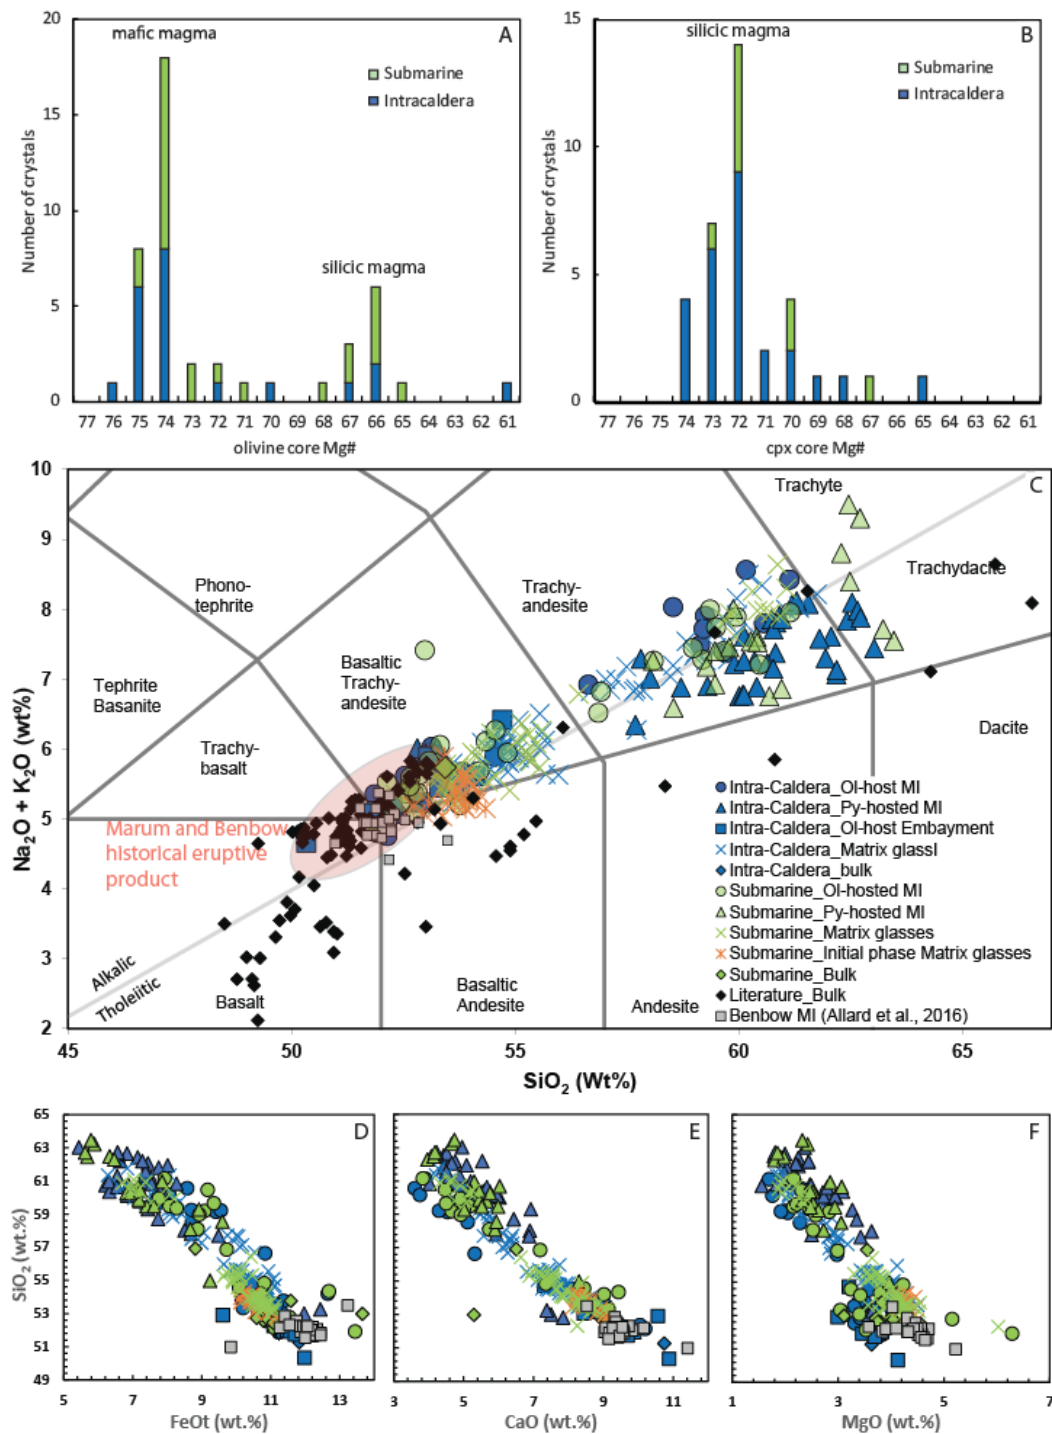 A
mafic magma
silicic magma
Submarine
Intracaldera
Number of crystals
20
15
10
5
0
77 76 75 74 73 72 71 70 69 68 67 66 65 64 63 62 61
olivine core Mg#
B
silicic magma
Submarine
Intracaldera
Number of crystals
15
10
5
0
77 76 75 74 73 72 71 70 69 68 67 66 65 64 63 62 61
cpx core Mg#
C
Na2O + K2O (wt%)
10
9
8
7
6
5
4
3
2
Trachyte
Trachydacite
Phono-
tephrite
Trachy-
andesite
Tephrite
Basanite
Basaltic
Trachy-
andesite
Trachy-
basalt
Dacite
Marum and Benbow
historical eruptive
product
Alkalic
Tholeiitic
Basalt
Basaltic
Andesite
Andesite
Intra-Caldera_Ol-host MI
Intra-Caldera_Py-hosted MI
Intra-Caldera_Ol-host Embayment
Intra-Caldera_Matrix glassl
Intra-Caldera_bulk
Submarine_Ol-hosted MI
Submarine_Py-hosted MI
Submarine_Matrix glasses
Submarine_Initial phase Matrix glasses
Submarine_Bulk
Literature_Bulk
Benbow MI (Allard et al., 2016)
45 50 55 60 65
SiO2 (Wt%)
D
SiO2 (wt.%)
65
63
61
59
57
55
53
51
49
5 7 9 11 13
FeOt (wt.%)
E
3 5 7 9 11
CaO (wt.%)
F
1 3 5 7
MgO (wt.%)